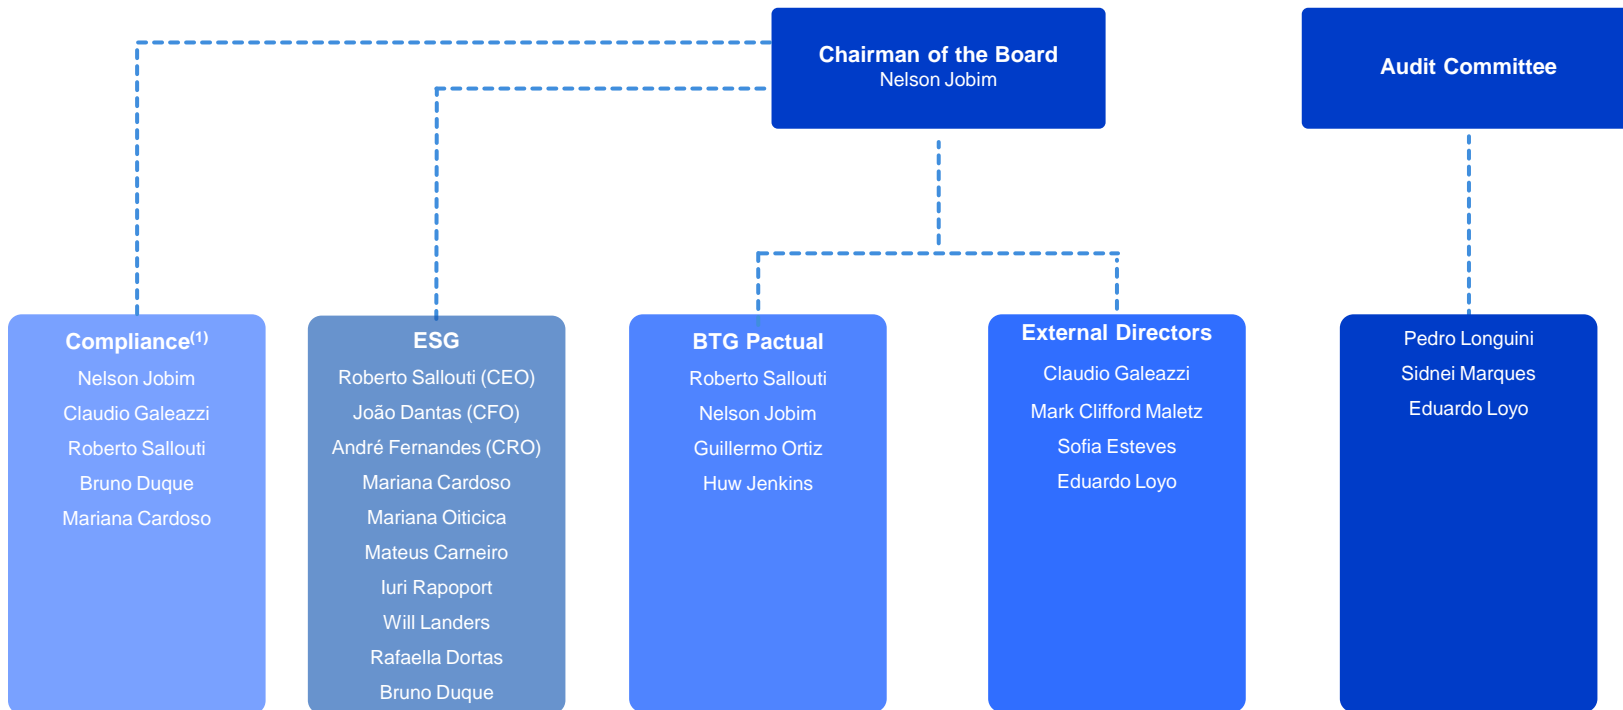 Chairman of the Board
Nelson Jobim
Audit Committee
Compliance(1)
Nelson Jobim
Claudio Galeazzi
Roberto Sallouti
Bruno Duque
Mariana Cardoso
ESG
Roberto Sallouti (CEO)
João Dantas (CFO)
André Fernandes (CRO)
Mariana Cardoso
Mariana Oiticica
Mateus Carneiro
Iuri Rapoport
Will Landers
Rafaella Dortas
Bruno Duque
BTG Pactual
Roberto Sallouti
Nelson Jobim
Guillermo Ortiz
Huw Jenkins
External Directors
Claudio Galeazzi
Mark Clifford Maletz
Sofia Esteves
Eduardo Loyo
Pedro Longuini
Sidnei Marques
Eduardo Loyo